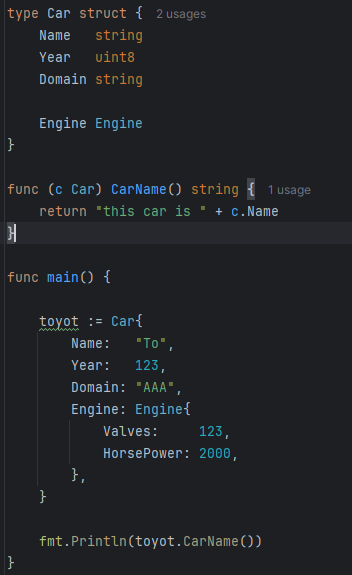 type Car struct {  2 usages
    Name   string
    Year   uint8
    Domain string

    Engine Engine
}

func (c Car) CarName() string {  1 usage
    return "this car is " + c.Name
}

func main() {

    toyot := Car{
        Name:   "To",
        Year:   123,
        Domain: "AAA",
        Engine: Engine{
            Valves:     123,
            HorsePower: 2000,
        },
    }

    fmt.Println(toyot.CarName())
}